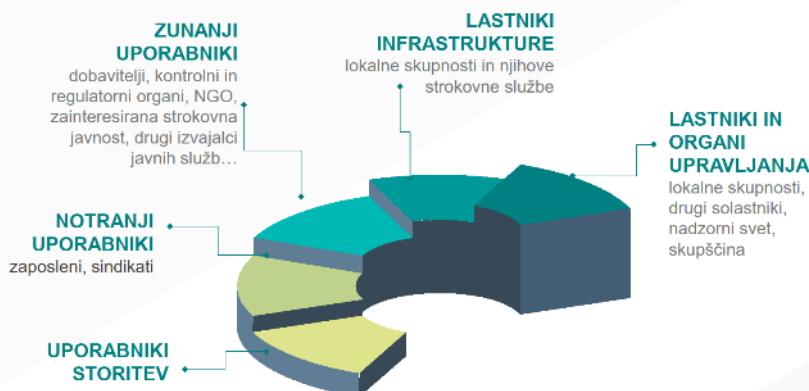 ZUNANJI
UPORABNIKI
dobavitelji, kontrolni in
regulatorni organi, NGO,
zainteresirana strokovna
javnost, drugi izvajalci
javnih služb…
LASTNIKI
INFRASTRUKTURE
lokalne skupnosti in njihove
strokovne službe
LASTNIKI IN
ORGANI
UPRAVLJANJA
lokalne skupnosti,
drugi solastniki,
nadzorni svet,
skupščina
NOTRANJI
UPORABNIKI
zaposleni, sindikati
UPORABNIKI
STORITEV